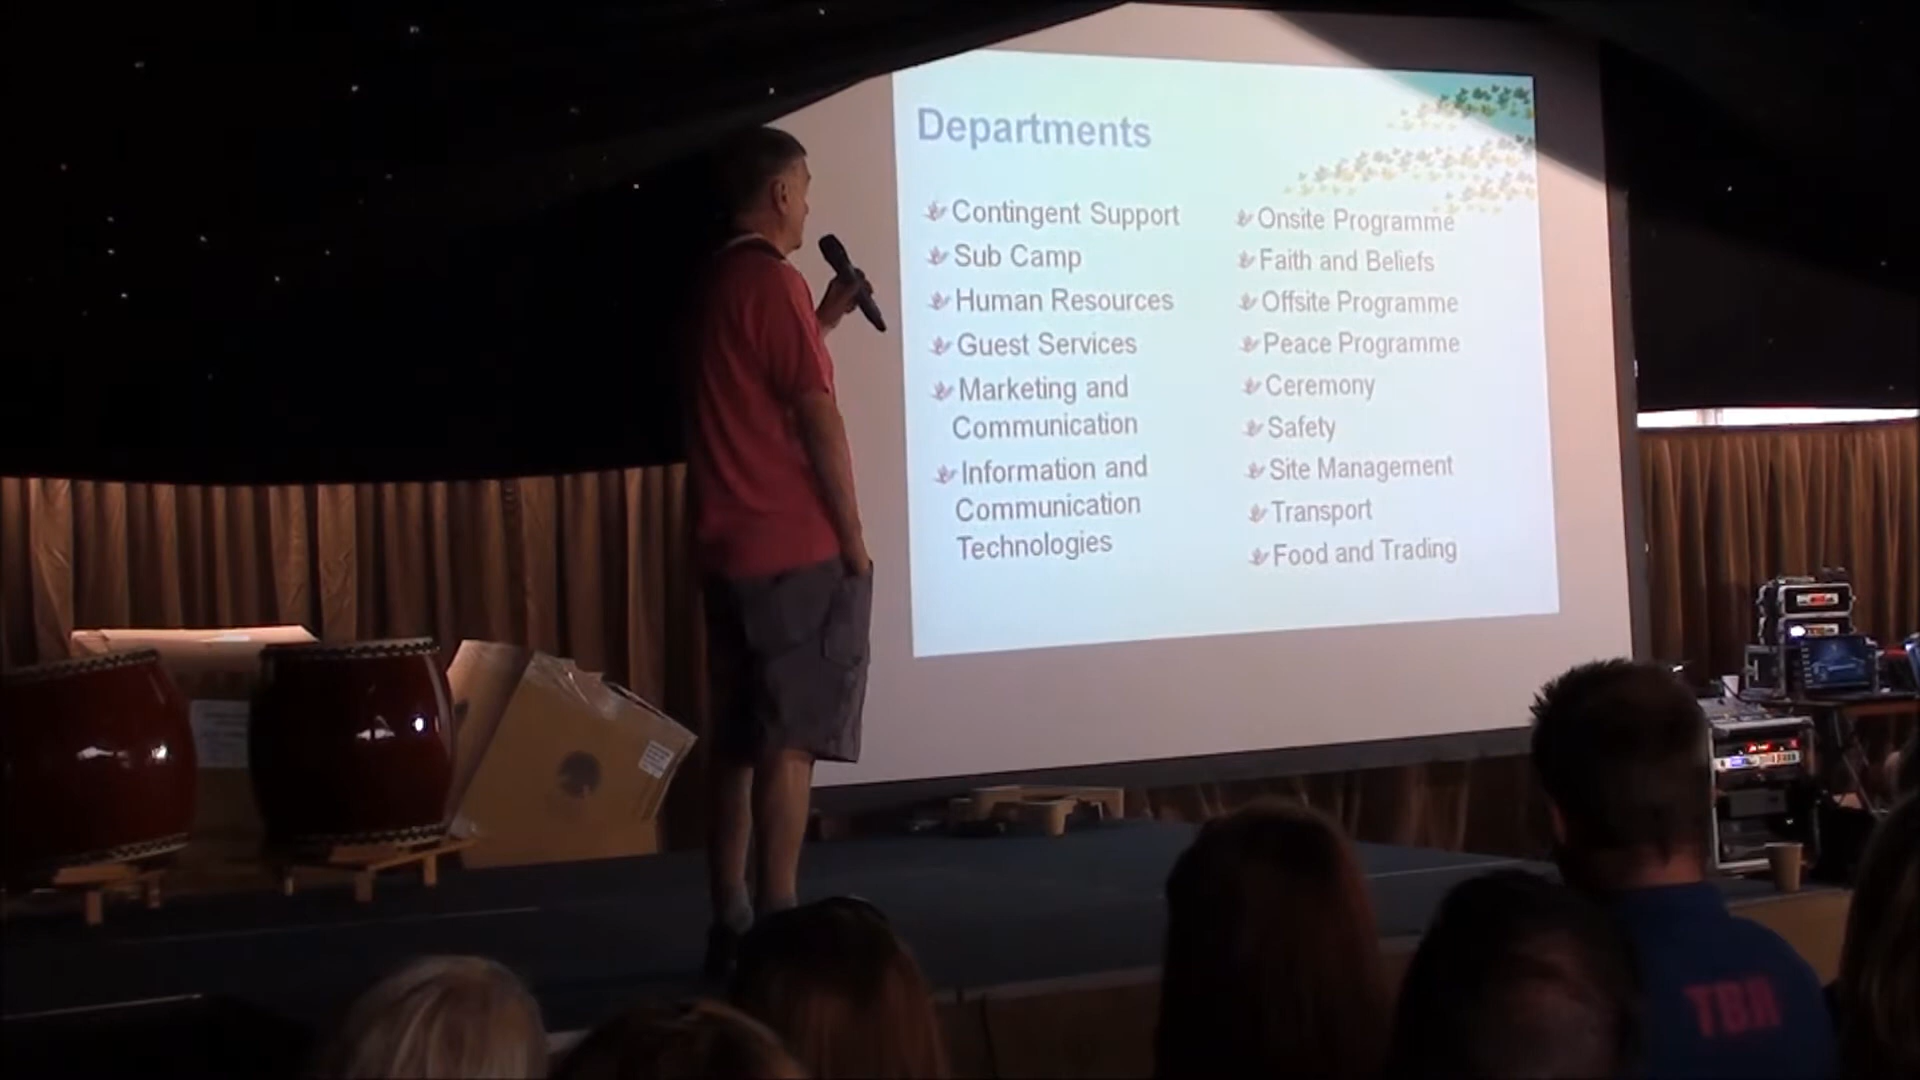 Departments
Contingent Support
Sub Camp
Human Resources
Guest Services
Marketing and
Communication
Information and
Communication
Technologies
Onsite Programme
Faith and Beliefs
Offsite Programme
Peace Programme
Ceremony
Safety
Site Management
Transport
Food and Trading